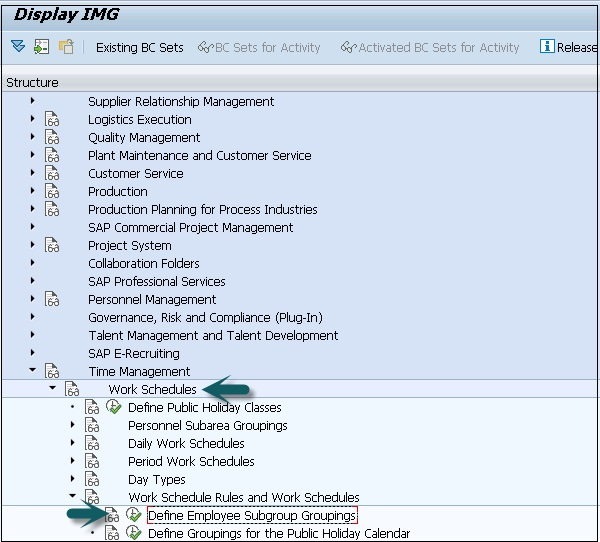 Display IMG
Existing BC Sets BC Sets for Activity Activated BC Sets for Activity Release
Structure
Supplier Relationship Management
Logistics Execution
Quality Management
Plant Maintenance and Customer Service
Customer Service
Production
Production Planning for Process Industries
SAP Commercial Project Management
Project System
Collaboration Folders
SAP Professional Services
Personnel Management
Governance, Risk and Compliance (Plug-In)
Talent Management and Talent Development
SAP E-Recruiting
Time Management
Work Schedules
Define Public Holiday Classes
Personnel Subarea Groupings
Daily Work Schedules
Period Work Schedules
Day Types
Work Schedule Rules and Work Schedules
Define Employee Subgroup Groupings
Define Groupings for the Public Holiday Calendar